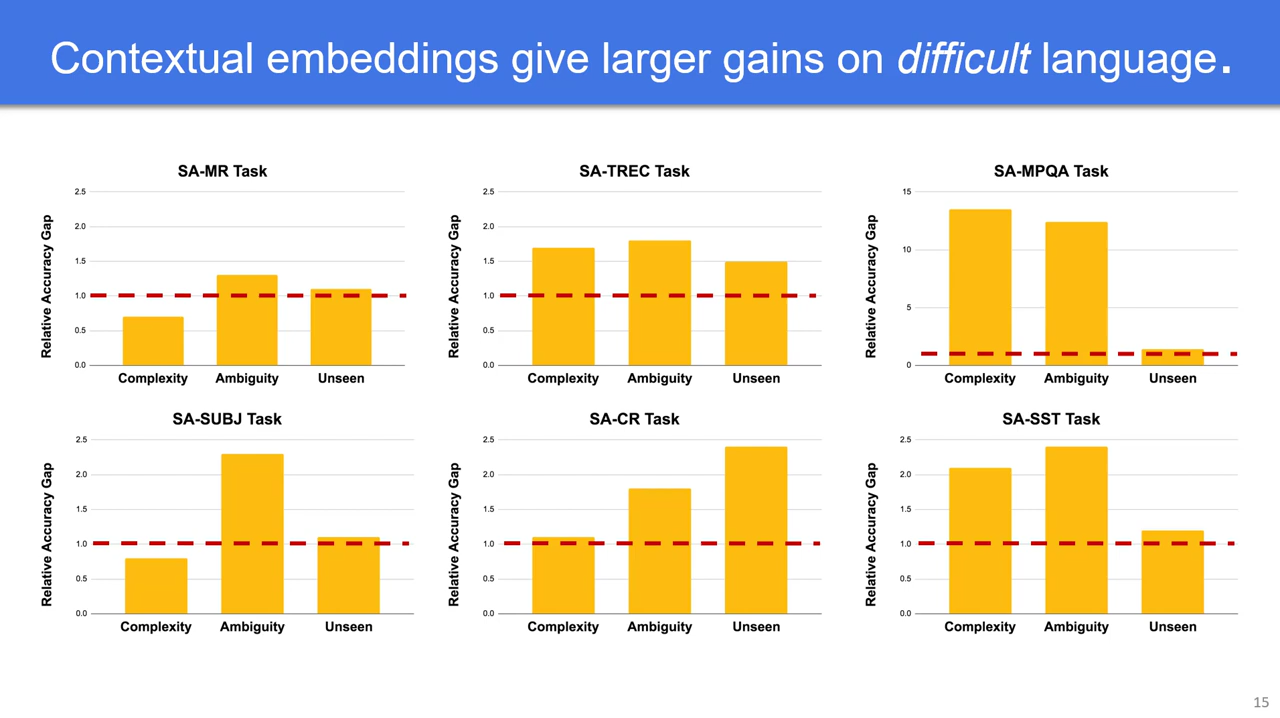 Contextual embeddings give larger gains on difficult language.
SA-MR Task
Relative Accuracy Gap
2.5
2.0
1.5
1.0
0.5
0.0
Complexity Ambiguity Unseen
SA-TREC Task
Relative Accuracy Gap
2.5
2.0
1.5
1.0
0.5
0.0
Complexity Ambiguity Unseen
SA-MPQA Task
Relative Accuracy Gap
15
10
5
0
Complexity Ambiguity Unseen
SA-SUBJ Task
Relative Accuracy Gap
2.5
2.0
1.5
1.0
0.5
0.0
Complexity Ambiguity Unseen
SA-CR Task
Relative Accuracy Gap
2.5
2.0
1.5
1.0
0.5
0.0
Complexity Ambiguity Unseen
SA-SST Task
Relative Accuracy Gap
2.5
2.0
1.5
1.0
0.5
0.0
Complexity Ambiguity Unseen
15